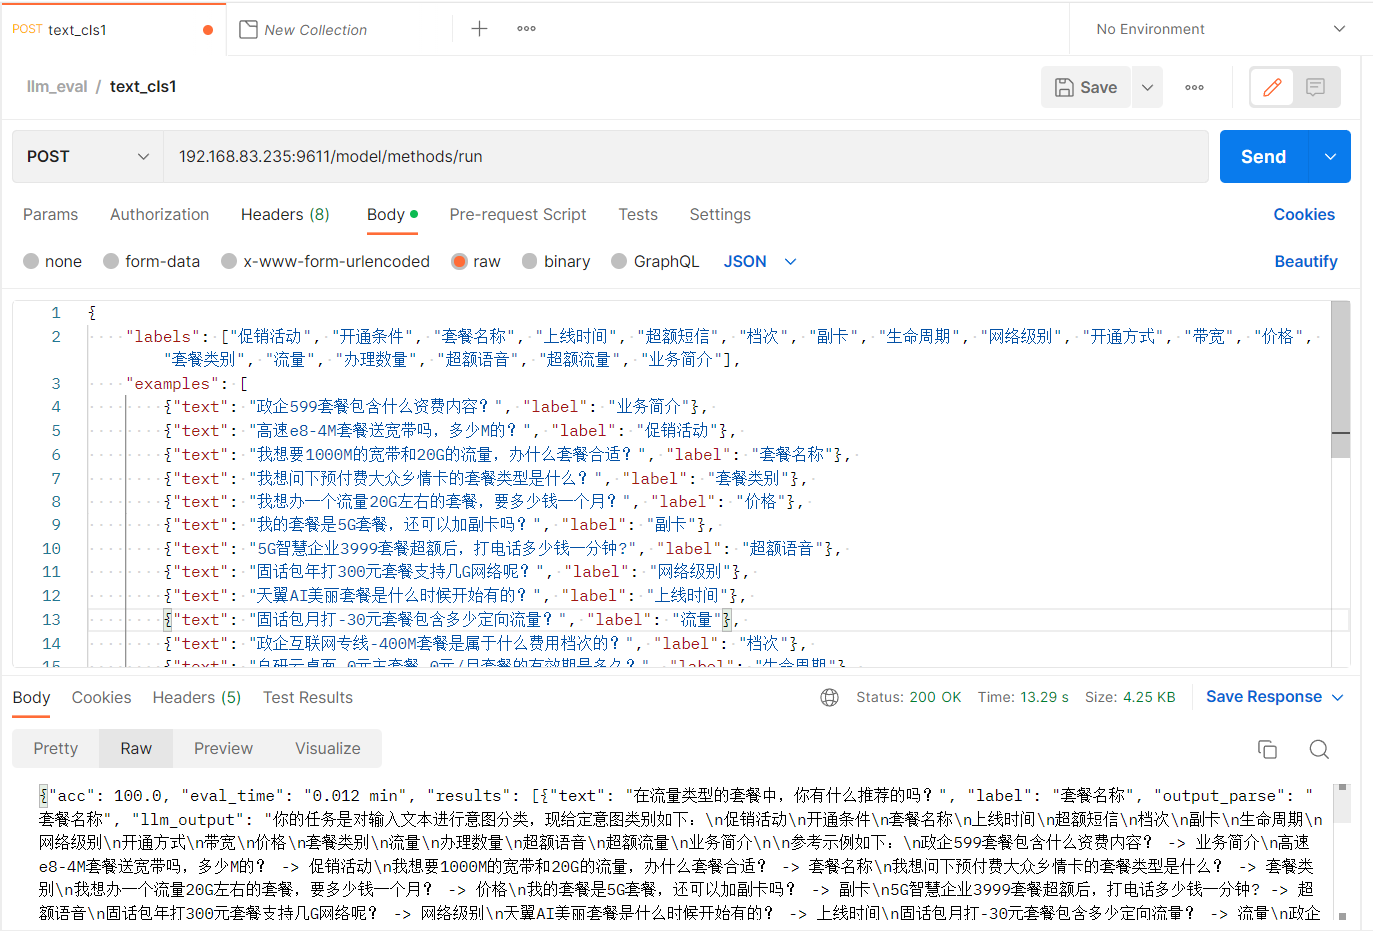 POST text_cls1 New Collection No Environment
llm_eval / text_cls1 Save
POST 192.168.83.235:9611/model/methods/run Send
Params Authorization Headers (8) Body Pre-request Script Tests Settings Cookies
none form-data x-www-form-urlencoded raw binary GraphQL JSON Beautify
1 {
2 "labels": ["促销活动", "开通条件", "套餐名称", "上线时间", "超额短信", "档次", "副卡", "生命周期", "网络级别", "开通方式", "带宽", "价格",
"套餐类别", "流量", "办理数量", "超额语音", "超额流量", "业务简介"],
3 "examples": [
4 {"text": "政企599套餐包含什么资费内容？", "label": "业务简介"},
5 {"text": "高速e8-4M套餐送宽带吗，多少M的？", "label": "促销活动"},
6 {"text": "我想要1000M的宽带和20G的流量，办什么套餐合适？", "label": "套餐名称"},
7 {"text": "我想问下预付费大众乡情卡的套餐类型是什么？", "label": "套餐类别"},
8 {"text": "我想办一个流量20G左右的套餐，要多少钱一个月？", "label": "价格"},
9 {"text": "我的套餐是5G套餐，还可以加副卡吗？", "label": "副卡"},
10 {"text": "5G智慧企业3999套餐超额后，打电话多少钱一分钟?", "label": "超额语音"},
11 {"text": "固话包年打300元套餐支持几G网络呢？", "label": "网络级别"},
12 {"text": "天翼AI美丽套餐是什么时候开始有的？", "label": "上线时间"},
13 {"text": "固话包月打-30元套餐包含多少定向流量？", "label": "流量"},
14 {"text": "政企互联网专线-400M套餐是属于什么费用档次的？", "label": "档次"},
15 {"text": "自研云桌面-0元主套餐-0元/月套餐的有效期是多久？", "label": "生命周期"},
Body Cookies Headers (5) Test Results Status: 200 OK Time: 13.29 s Size: 4.25 KB Save Response
Pretty Raw Preview Visualize
{"acc": 100.0, "eval_time": "0.012 min", "results": [{"text": "在流量类型的套餐中，你有什么推荐的吗？", "label": "套餐名称", "output_parse": "
套餐名称", "llm_output": "你的任务是对输入文本进行意图分类，现给定意图类别如下：\n促销活动\n开通条件\n套餐名称\n上线时间\n超额短信\n档次\n副卡\n生命周期\n
网络级别\n开通方式\n带宽\n价格\n套餐类别\n流量\n办理数量\n超额语音\n超额流量\n业务简介\n\n参考示例如下：\n政企599套餐包含什么资费内容？ -> 业务简介\n高速
e8-4M套餐送宽带吗，多少M的？ -> 促销活动\n我想要1000M的宽带和20G的流量，办什么套餐合适？ -> 套餐名称\n我想问下预付费大众乡情卡的套餐类型是什么？ -> 套餐类
别\n我想办一个流量20G左右的套餐，要多少钱一个月？ -> 价格\n我的套餐是5G套餐，还可以加副卡吗？ -> 副卡\n5G智慧企业3999套餐超额后，打电话多少钱一分钟? -> 超
额语音\n固话包年打300元套餐支持几G网络呢？ -> 网络级别\n天翼AI美丽套餐是什么时候开始有的？ -> 上线时间\n固话包月打-30元套餐包含多少定向流量？ -> 流量\n政企